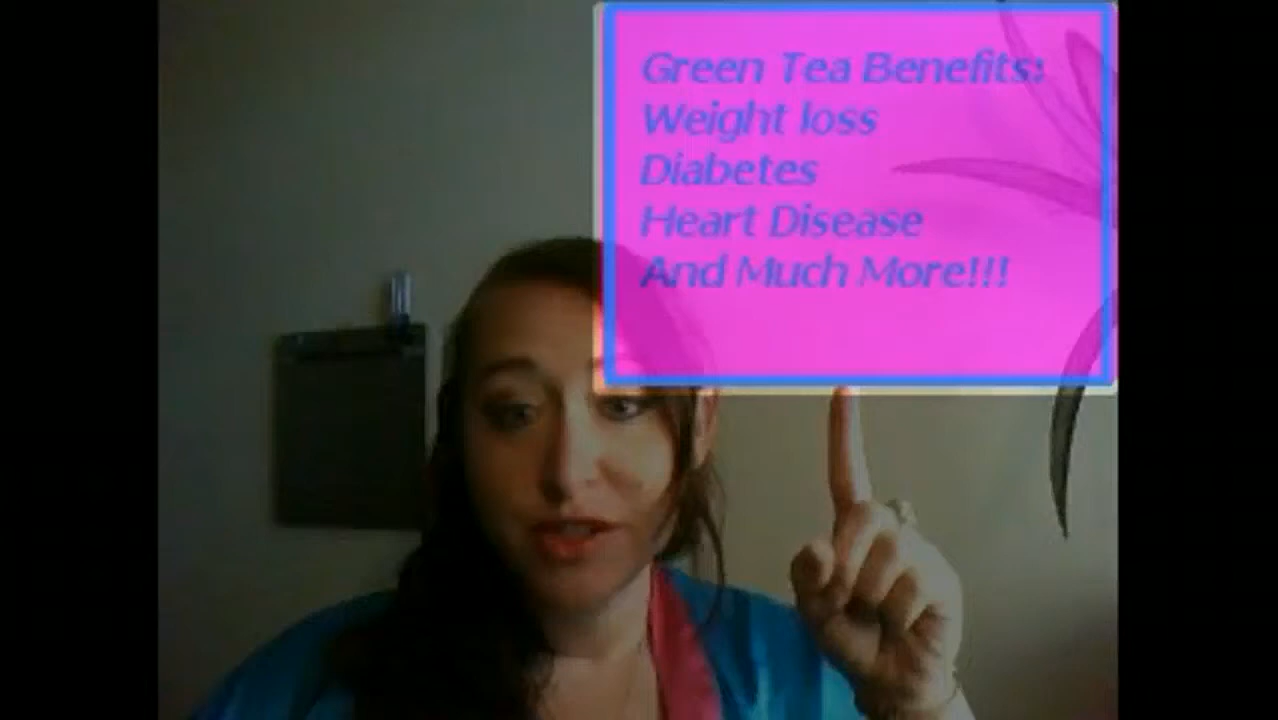 Green Tea Benefits:
Weight loss
Diabetes
Heart Disease
And Much More!!!